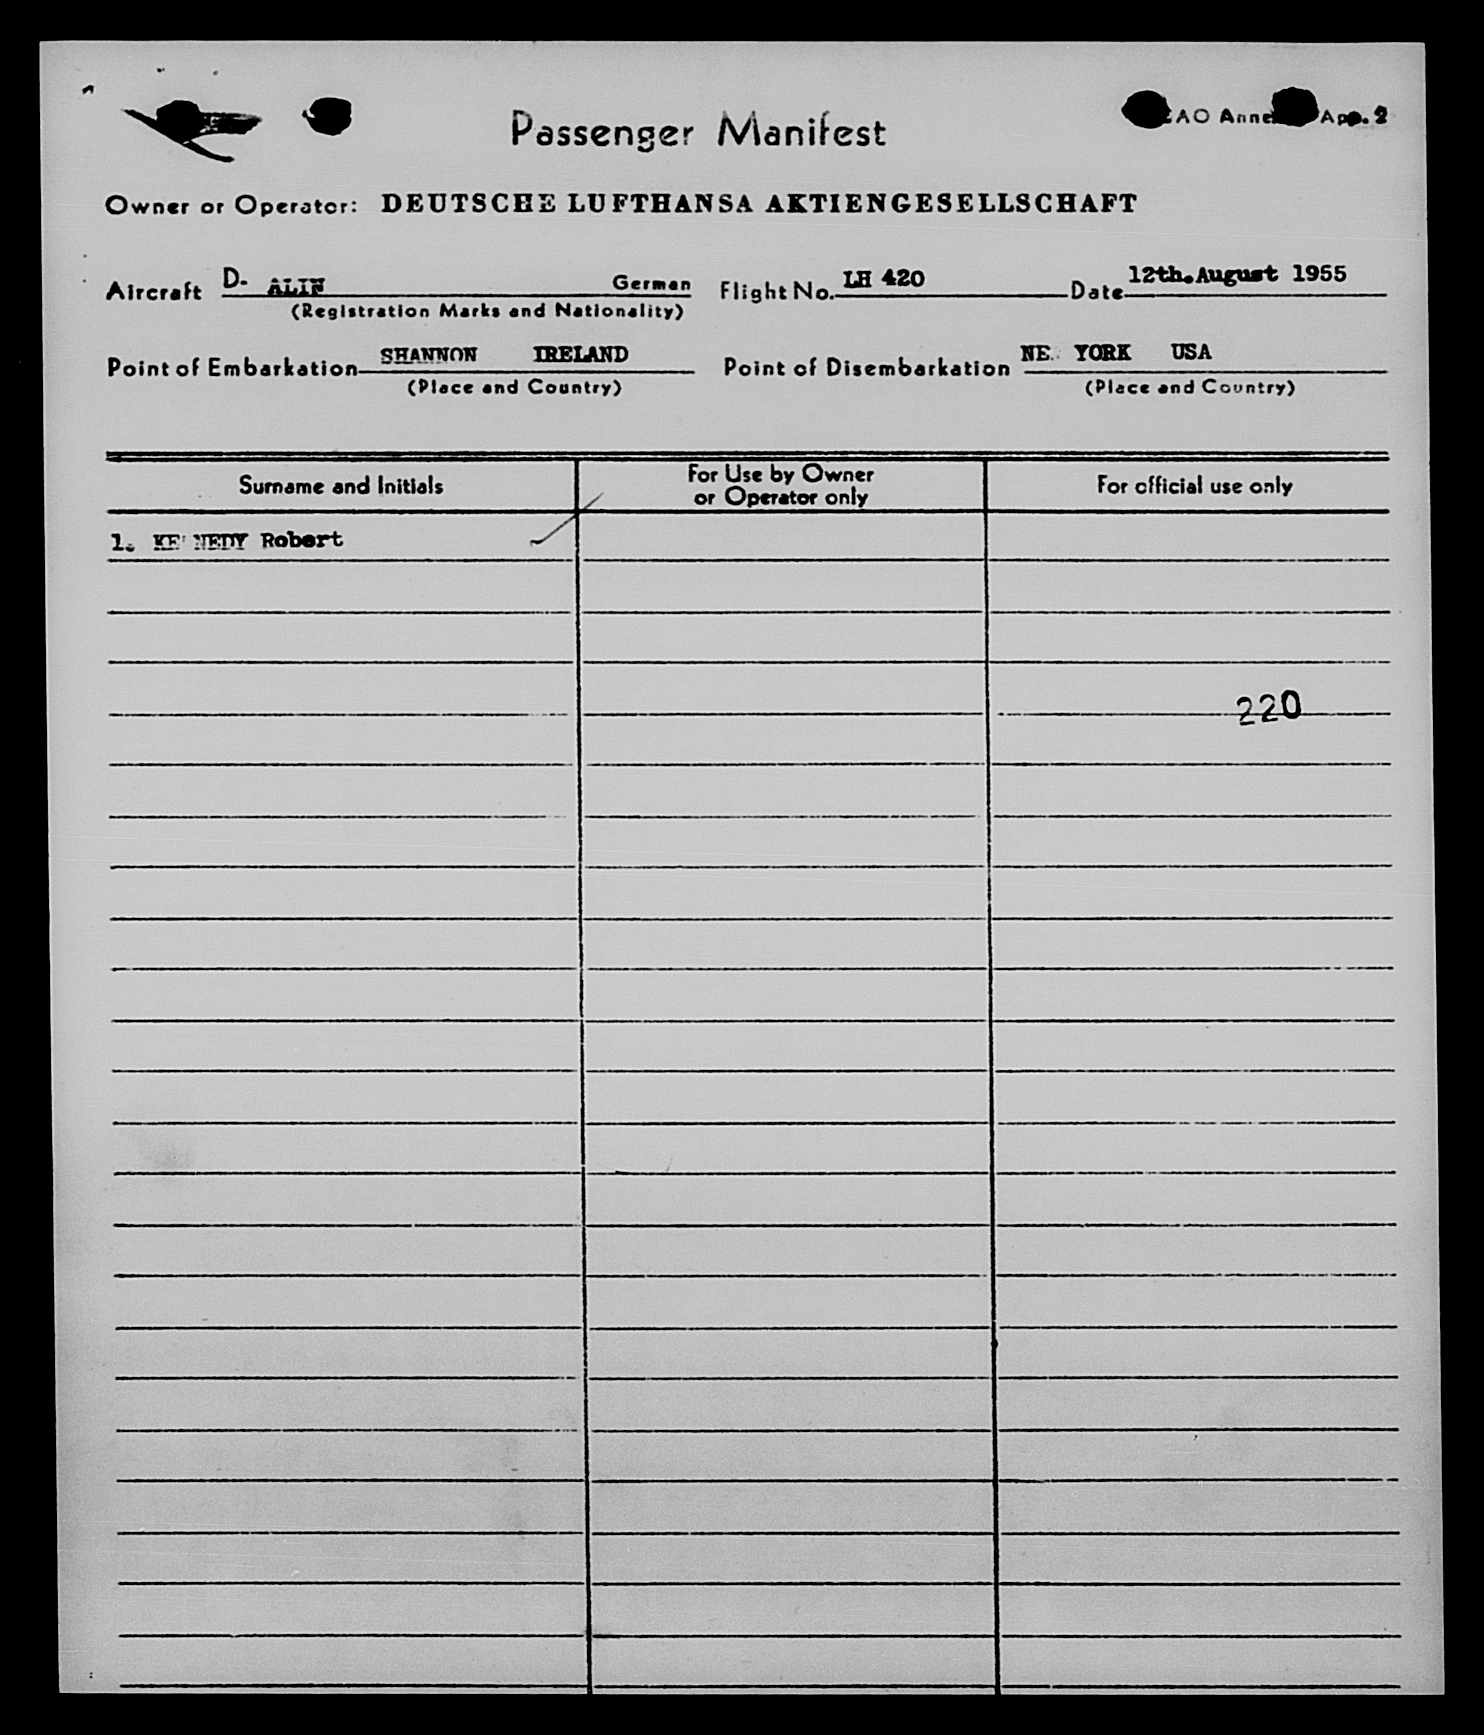 Passenger Manifest
AO Anne App. 2
Owner or Operator: DEUTSCHE LUFTHANSA AKTIENGESELLSCHAFT
Aircraft D- ALIN German Flight No. LH 420 Date 12th.August 1955
(Registration Marks and Nationality)
Point of Embarkation SHANNON IRELAND Point of Disembarkation NE YORK USA
(Place and Country) (Place and Country)
Surname and Initials For Use by Owner or Operator only For official use only
1. KENNEDY Robert
220